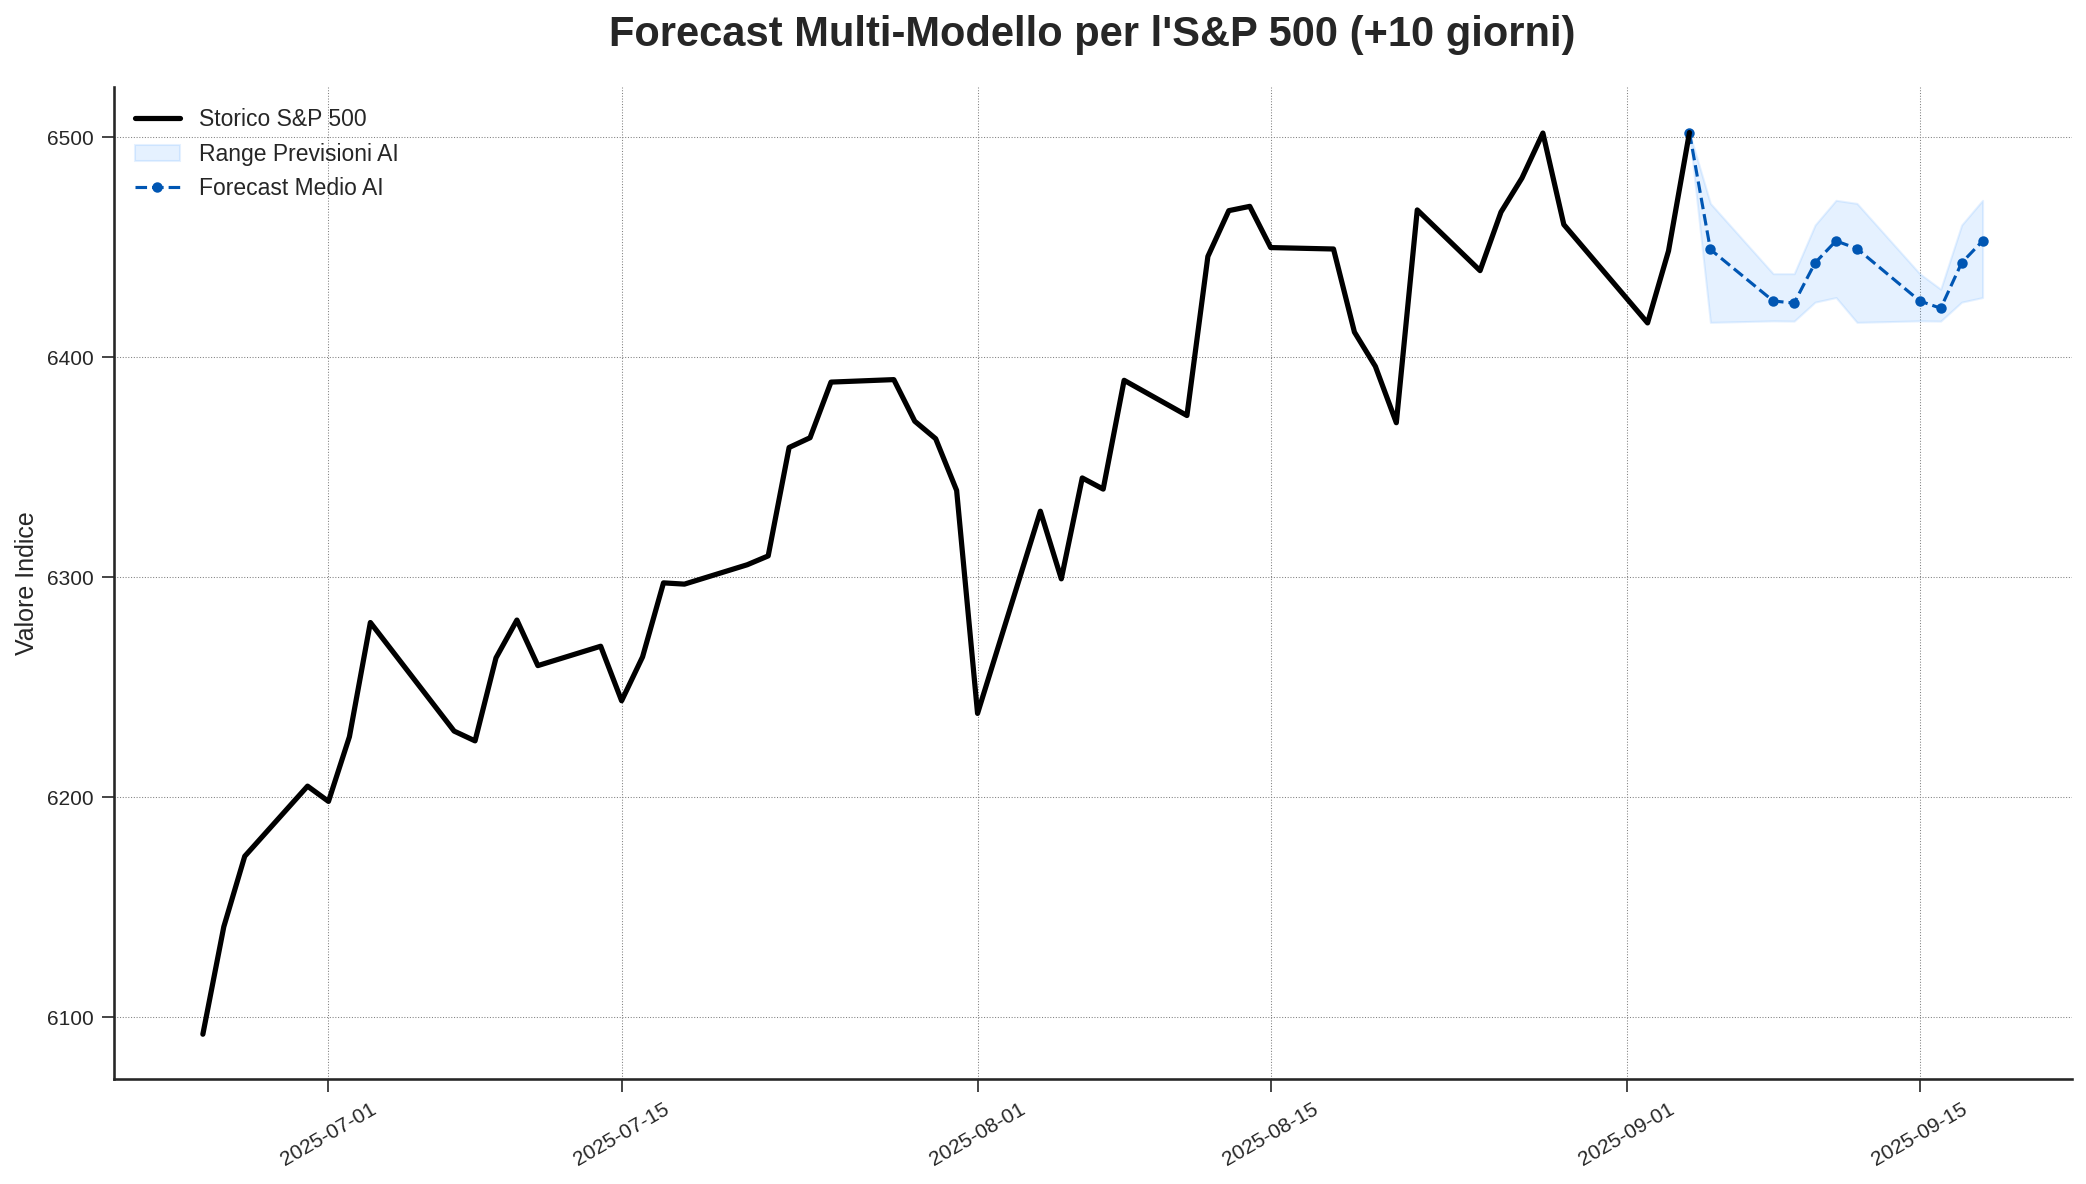 Forecast Multi-Modello per l'S&P 500 (+10 giorni)
Storico S&P 500
Range Previsioni AI
Forecast Medio AI
Valore Indice
6500
6400
6300
6200
6100
2025-07-01
2025-07-15
2025-08-01
2025-08-15
2025-09-01
2025-09-15